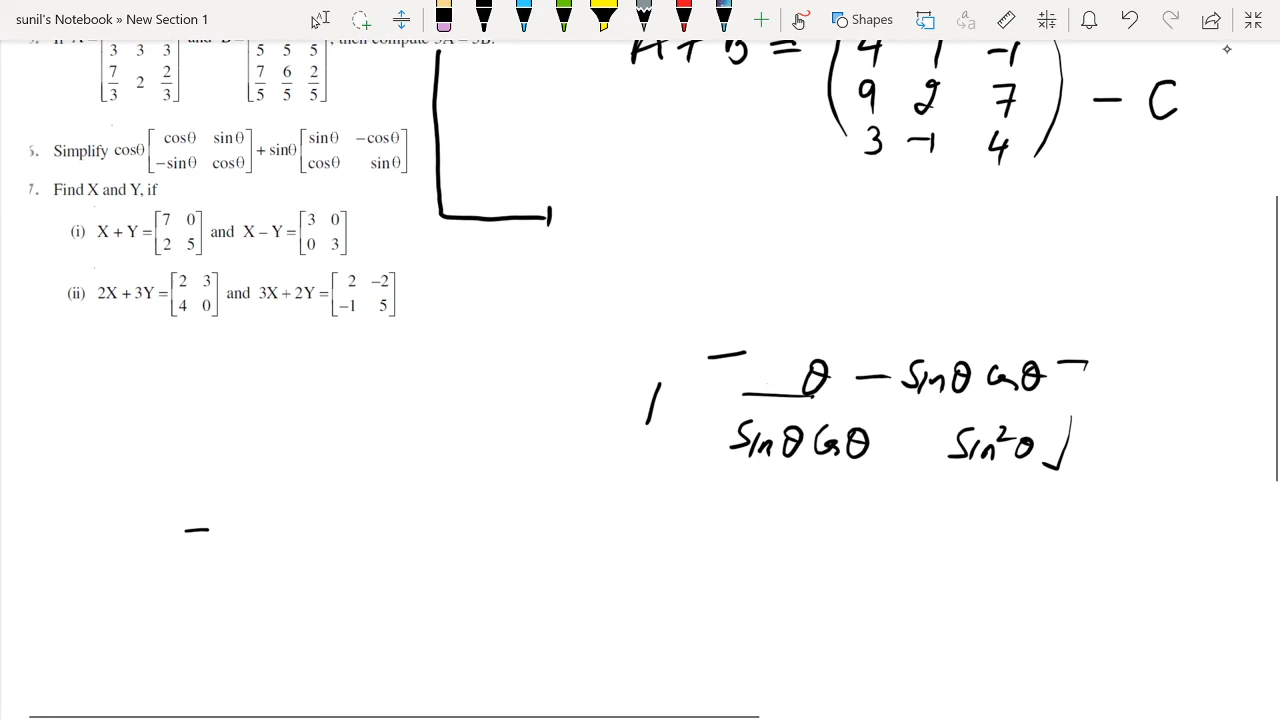 sunil's Notebook » New Section 1
Shapes
3 3 3
7/3 2 2/3
5 5 5
7/5 6/5 2/5
, then compute
6. Simplify cosθ [cosθ sinθ; −sinθ cosθ] + sinθ [sinθ −cosθ; cosθ sinθ]
7. Find X and Y, if
(i) X + Y = [7 0; 2 5] and X − Y = [3 0; 0 3]
(ii) 2X + 3Y = [2 3; 4 0] and 3X + 2Y = [2 −2; −1 5]
A + B = (4 1 −1
9 2 7) − C
3 −1 4
θ − sinθ cosθ
sinθ cosθ sin²θ